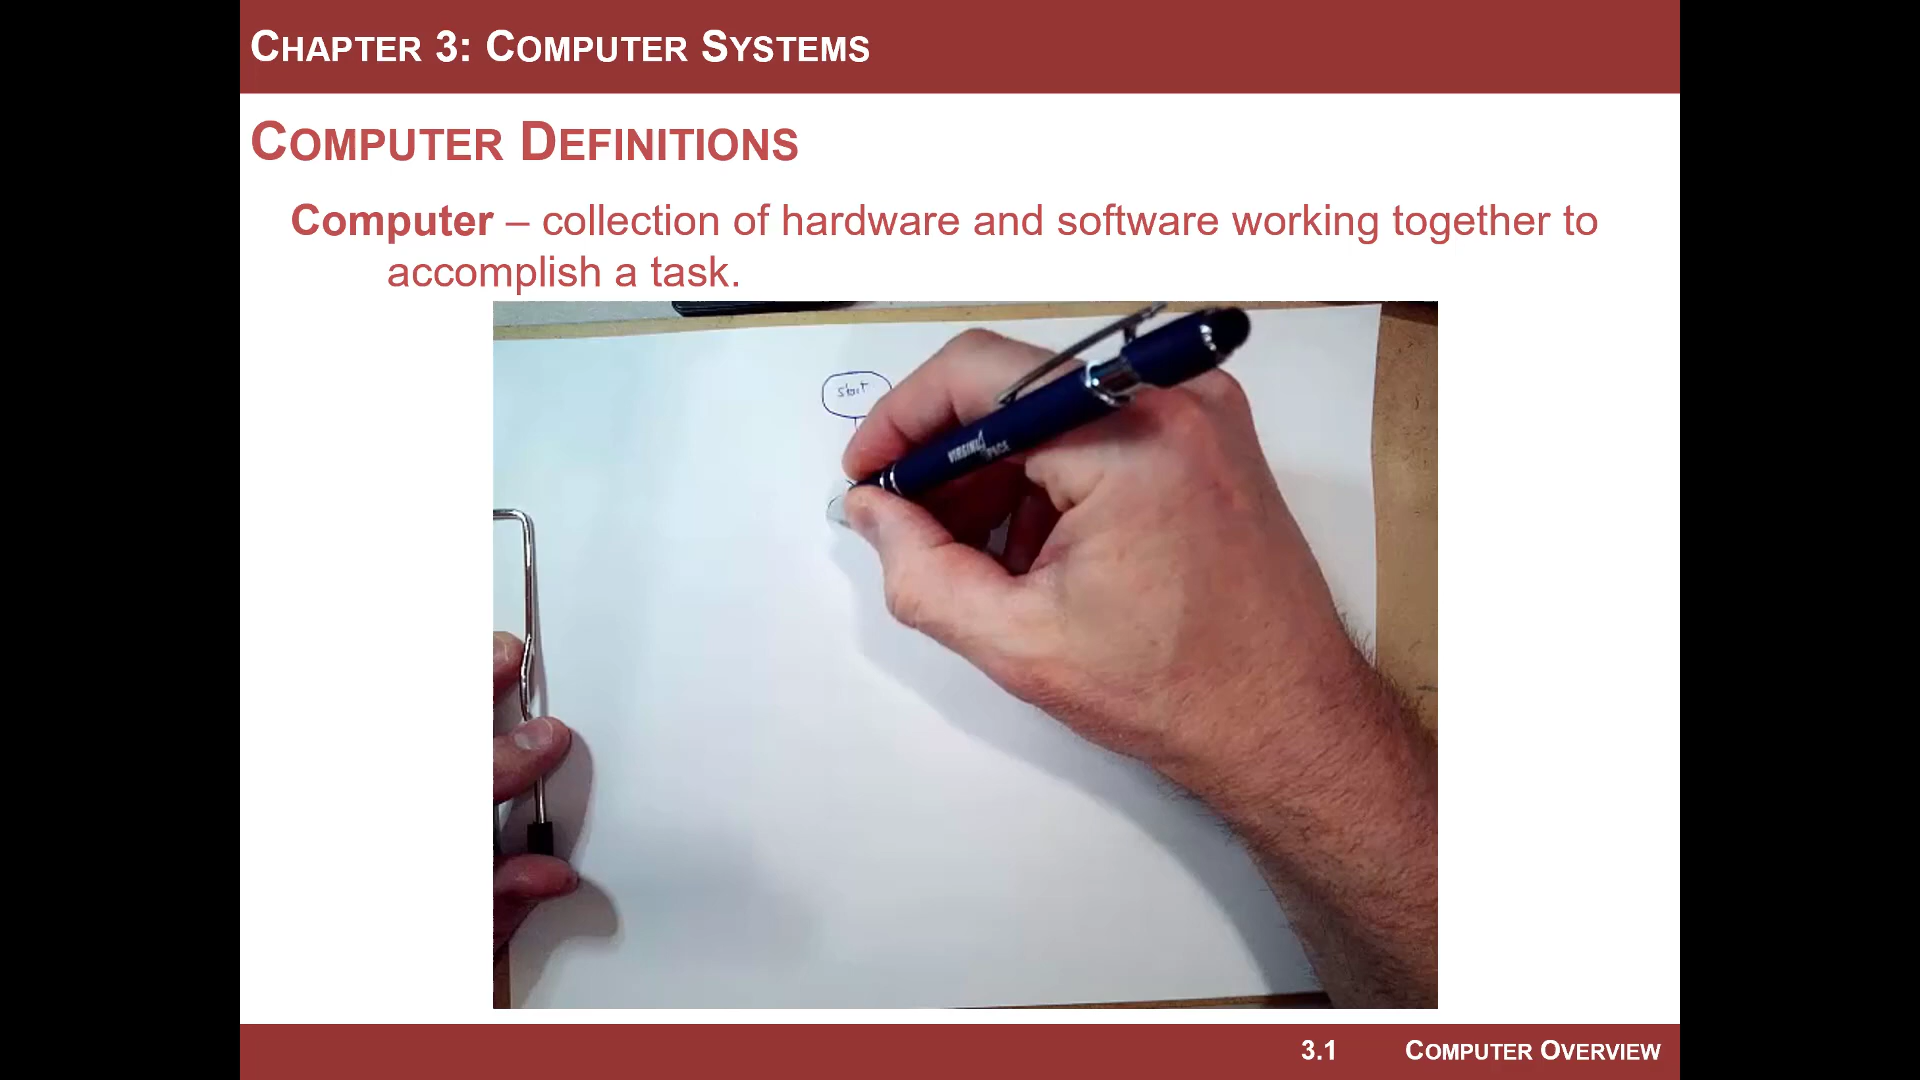 CHAPTER 3: COMPUTER SYSTEMS
COMPUTER DEFINITIONS
Computer – collection of hardware and software working together to
accomplish a task.
start
VIRGINIA
3.1 COMPUTER OVERVIEW